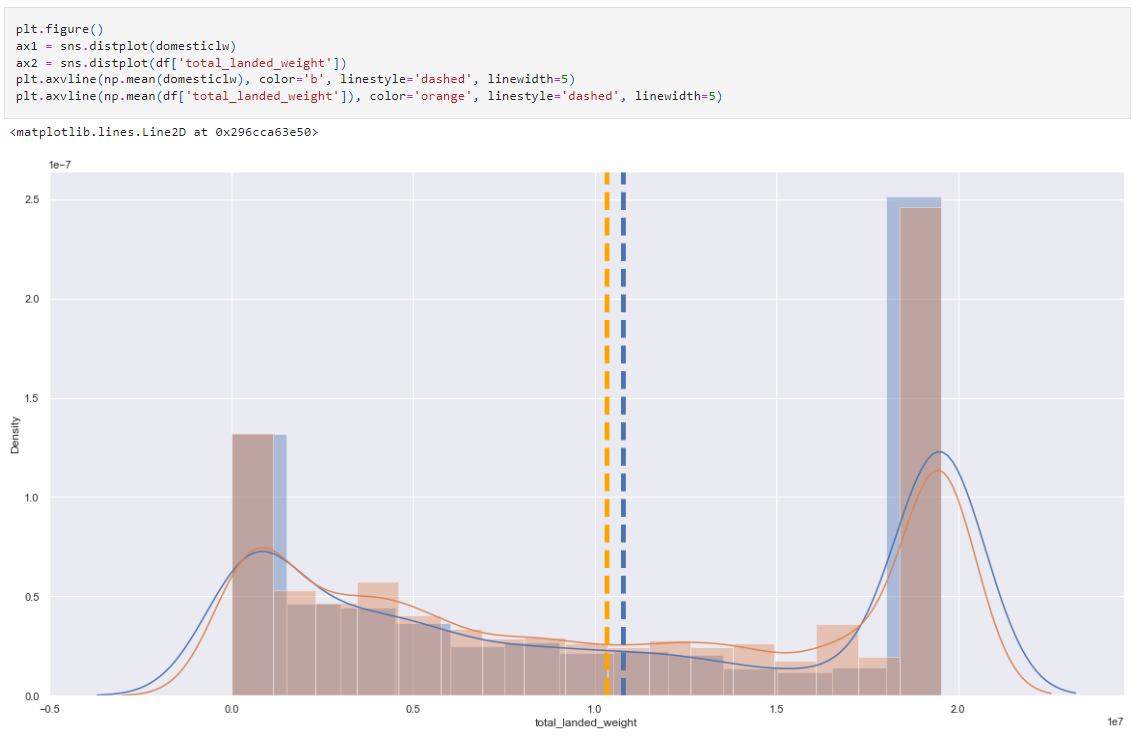 plt.figure()
ax1 = sns.distplot(domesticlw)
ax2 = sns.distplot(df['total_landed_weight'])
plt.axvline(np.mean(domesticlw), color='b', linestyle='dashed', linewidth=5)
plt.axvline(np.mean(df['total_landed_weight']), color='orange', linestyle='dashed', linewidth=5)
<matplotlib.lines.Line2D at 0x296cca63e50>
1e−7
2.5
2.0
1.5
1.0
0.5
0.0
Density
−0.5 0.0 0.5 1.0 1.5 2.0
total_landed_weight
1e7